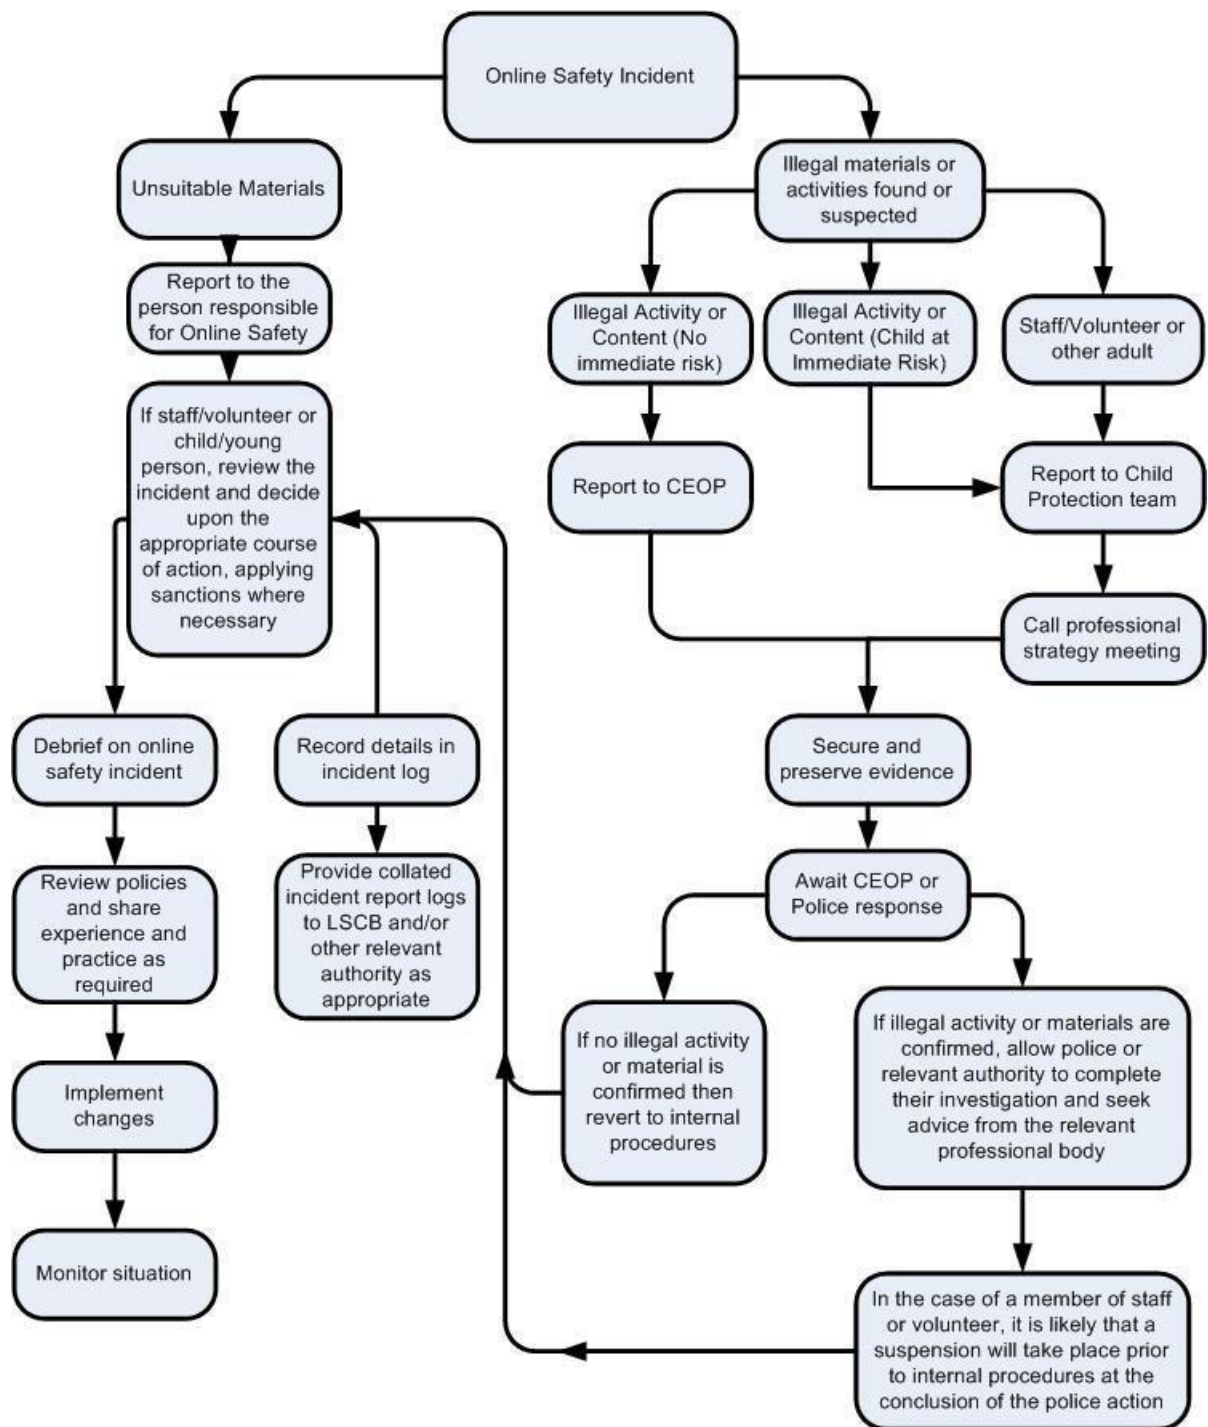 Online Safety Incident
Unsuitable Materials
Report to the
person responsible
for Online Safety
If staff/volunteer or
child/young
person, review the
incident and decide
upon the
appropriate course
of action, applying
sanctions where
necessary
Debrief on online
safety incident
Review policies
and share
experience and
practice as
required
Implement
changes
Monitor situation
Record details in
incident log
Provide collated
incident report logs
to LSCB and/or
other relevant
authority as
appropriate
Illegal materials or
activities found or
suspected
Illegal Activity or
Content (No
immediate risk)
Illegal Activity or
Content (Child at
Immediate Risk)
Staff/Volunteer or
other adult
Report to CEOP
Report to Child
Protection team
Call professional
strategy meeting
Secure and
preserve evidence
Await CEOP or
Police response
If no illegal activity
or material is
confirmed then
revert to internal
procedures
If illegal activity or materials are
confirmed, allow police or
relevant authority to complete
their investigation and seek
advice from the relevant
professional body
In the case of a member of staff
or volunteer, it is likely that a
suspension will take place prior
to internal procedures at the
conclusion of the police action